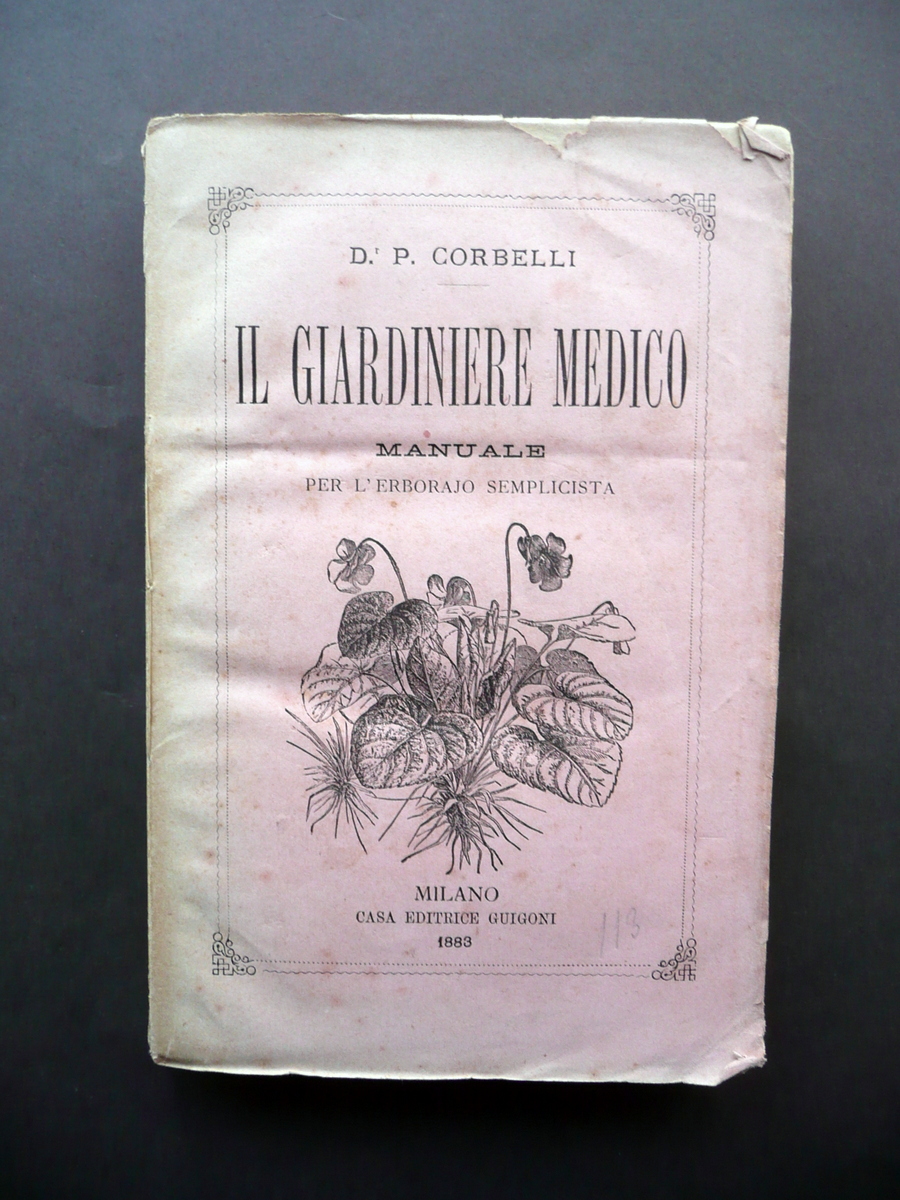 D.ʳ P. CORBELLI
IL GIARDINIERE MEDICO
MANUALE
PER L'ERBORAJO SEMPLICISTA
MILANO
CASA EDITRICE GUIGONI
1883
113